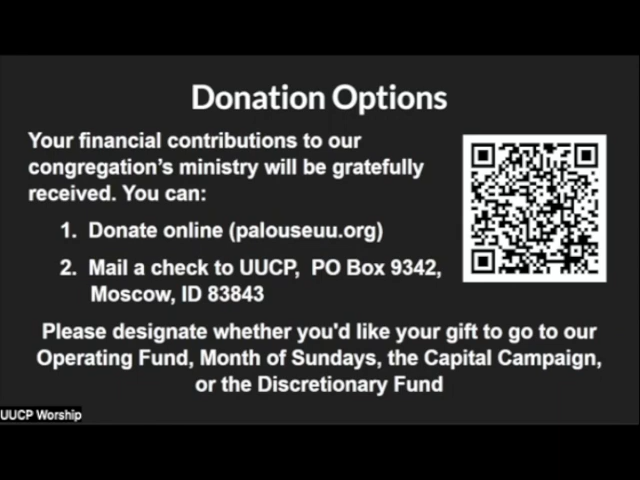 Donation Options
Your financial contributions to our
congregation's ministry will be gratefully
received. You can:
1. Donate online (palouseuu.org)
2. Mail a check to UUCP, PO Box 9342,
Moscow, ID 83843
Please designate whether you'd like your gift to go to our
Operating Fund, Month of Sundays, the Capital Campaign,
or the Discretionary Fund
UUCP Worship